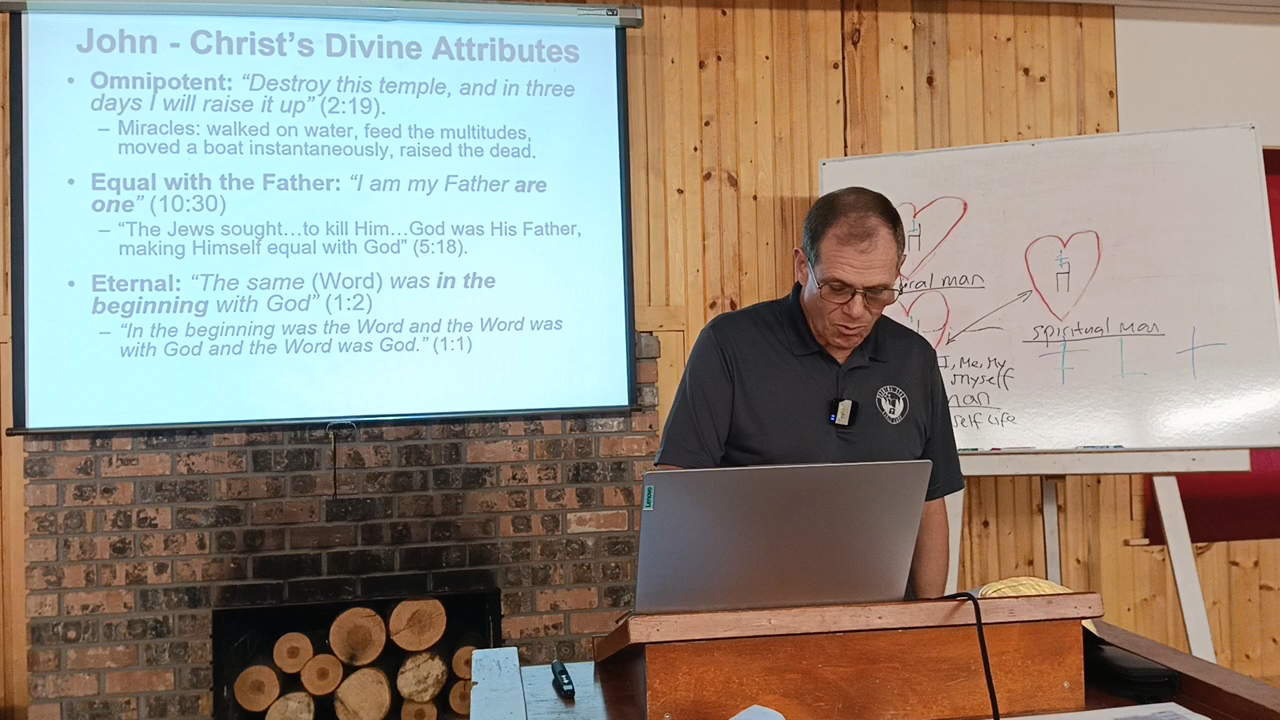 John - Christ's Divine Attributes
• Omnipotent: "Destroy this temple, and in three
days I will raise it up" (2:19).
– Miracles: walked on water, feed the multitudes,
moved a boat instantaneously, raised the dead.
• Equal with the Father: "I am my Father are
one" (10:30)
– "The Jews sought…to kill Him…God was His Father,
making Himself equal with God" (5:18).
• Eternal: "The same (Word) was in the
beginning with God" (1:2)
– "In the beginning was the Word and the Word was
with God and the Word was God." (1:1)
man
spiritual man
I, Me, My
Myself
man
self Life
Lenovo